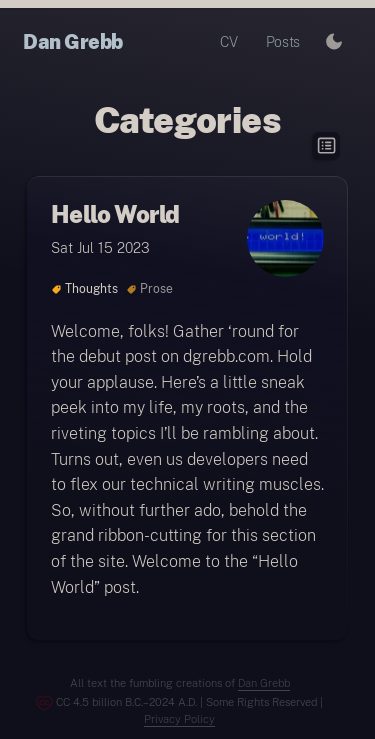 Dan Grebb CV Posts
Categories
Hello World
world!
Sat Jul 15 2023
Thoughts Prose
Welcome, folks! Gather ‘round for
the debut post on dgrebb.com. Hold
your applause. Here’s a little sneak
peek into my life, my roots, and the
riveting topics I’ll be rambling about.
Turns out, even us developers need
to flex our technical writing muscles.
So, without further ado, behold the
grand ribbon-cutting for this section
of the site. Welcome to the “Hello
World” post.
All text the fumbling creations of Dan Grebb
CC 4.5 billion B.C.–2024 A.D. | Some Rights Reserved |
Privacy Policy